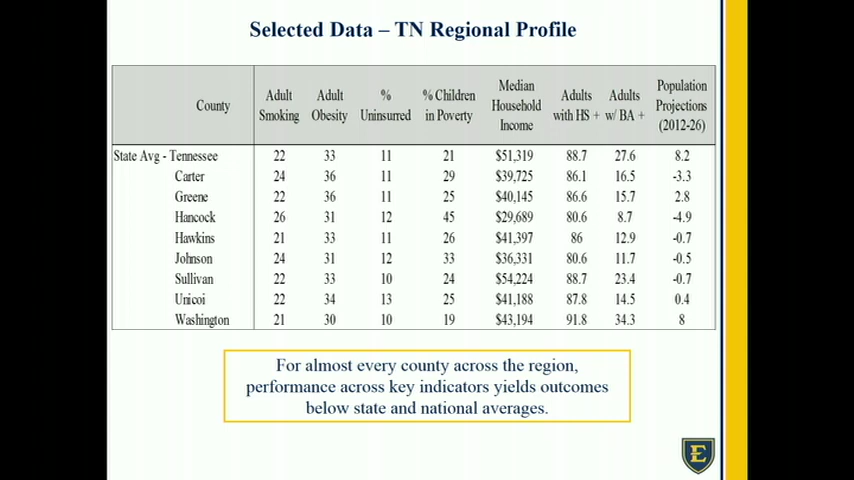 Selected Data – TN Regional Profile
County Adult Smoking Adult Obesity % Uninsurred % Children in Poverty Median Household Income Adults with HS + Adults w/ BA + Population Projections (2012-26)
State Avg - Tennessee 22 33 11 21 $51,319 88.7 27.6 8.2
Carter 24 36 11 29 $39,725 86.1 16.5 -3.3
Greene 22 36 11 25 $40,145 86.6 15.7 2.8
Hancock 26 31 12 45 $29,689 80.6 8.7 -4.9
Hawkins 21 33 11 26 $41,397 86 12.9 -0.7
Johnson 24 31 12 33 $36,331 80.6 11.7 -0.5
Sullivan 22 33 10 24 $54,224 88.7 23.4 -0.7
Unicoi 22 34 13 25 $41,188 87.8 14.5 0.4
Washington 21 30 10 19 $43,194 91.8 34.3 8
For almost every county across the region,
performance across key indicators yields outcomes
below state and national averages.
E